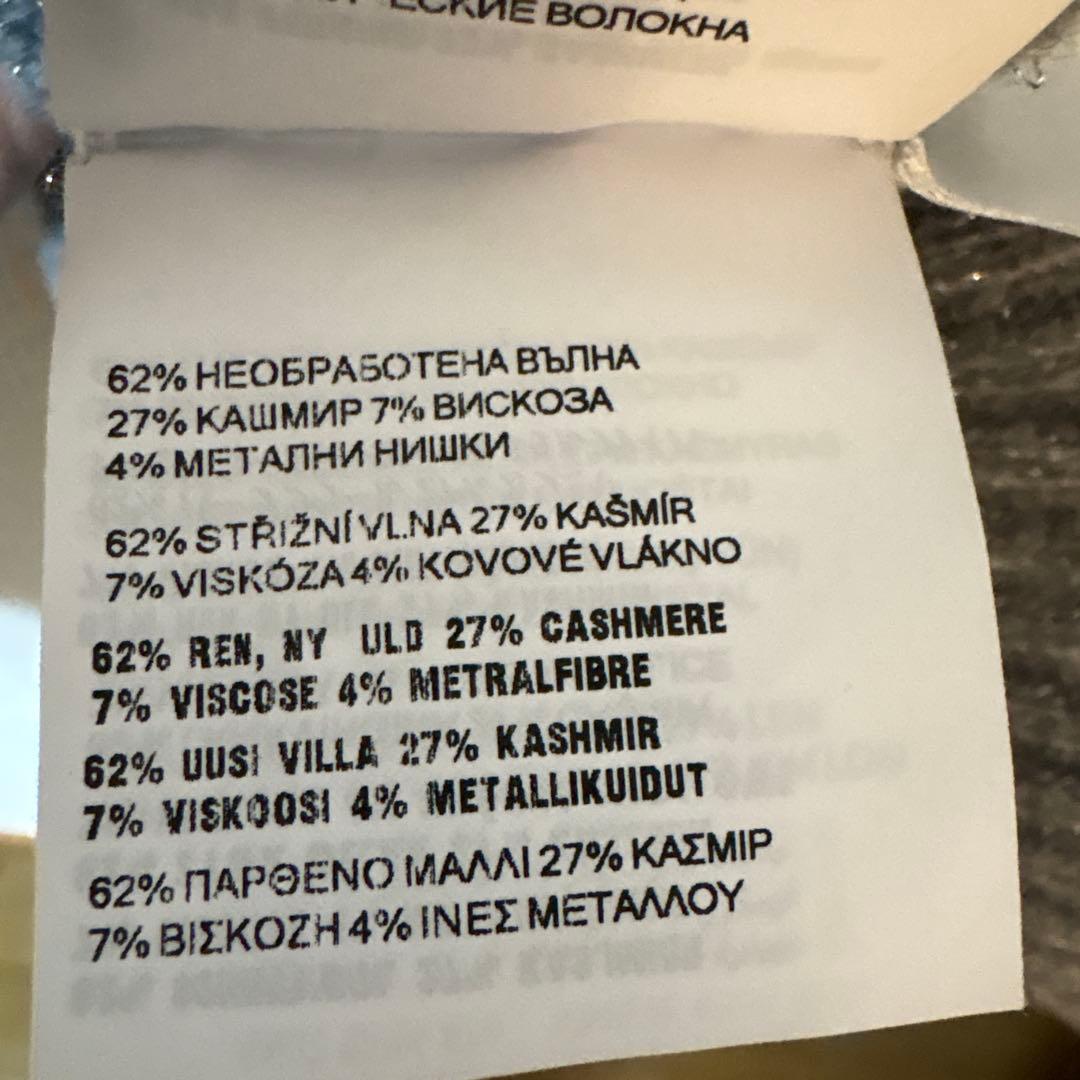 ВОЛОКНА
62% НЕОБРАБОТЕНА ВЪЛНА
27% КАШМИР 7% ВИСКОЗА
4% МЕТАЛНИ НИШКИ
62% STŘIŽNÍ VLNA 27% KAŠMÍR
7% VISKÓZA 4% KOVOVÉ VLÁKNO
62% REN, NY ULD 27% CASHMERE
7% VISCOSE 4% METRALFIBRE
62% UUSI VILLA 27% KASHMIR
7% VISKOOSI 4% METALLIKUIDUT
62% ΠΑΡΘΕΝΟ ΜΑΛΛΙ 27% ΚΑΣΜΙΡ
7% ΒΙΣΚΟΖΗ 4% ΙΝΕΣ ΜΕΤΑΛΛΟΥ